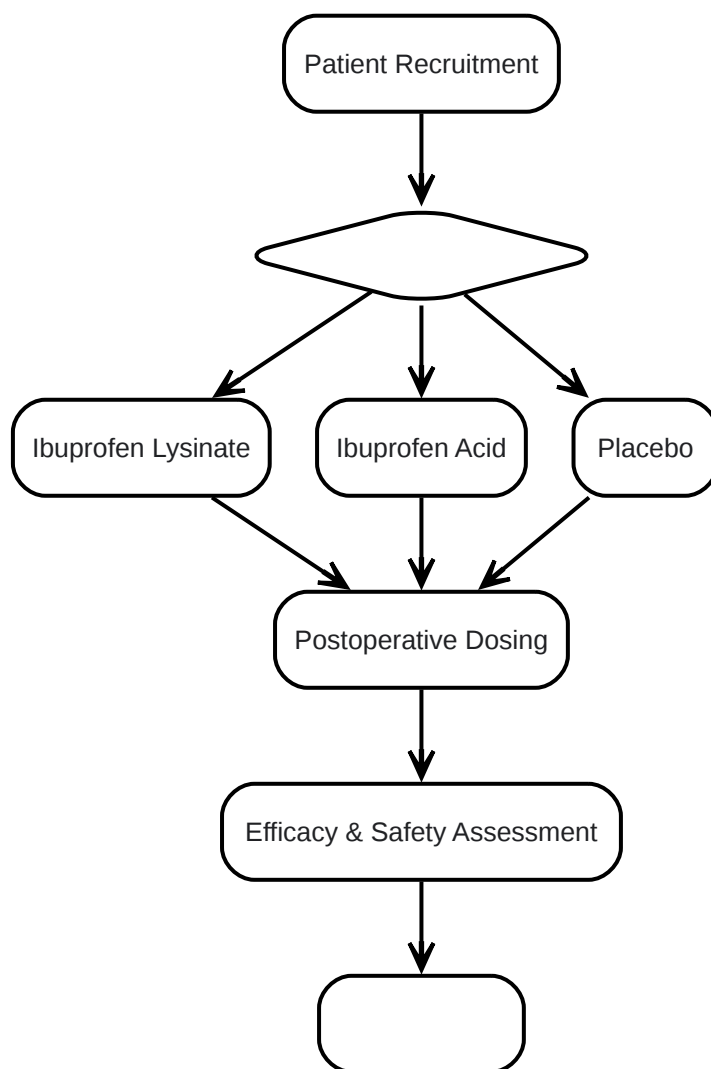 Patient Recruitment
Ibuprofen Lysinate
Ibuprofen Acid
Placebo
Postoperative Dosing
Efficacy & Safety Assessment